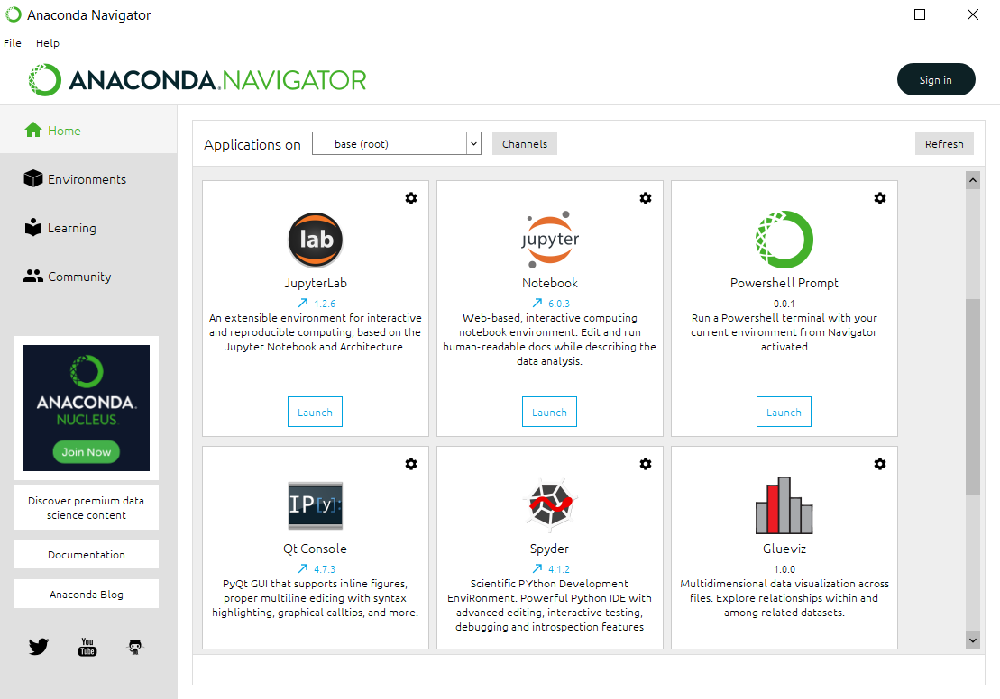 Anaconda Navigator
File Help
ANACONDA.NAVIGATOR
Sign in
Home
Environments
Learning
Community
ANACONDA.
NUCLEUS
Join Now
Discover premium data
science content
Documentation
Anaconda Blog
You
Tube
Applications on base (root) Channels Refresh
lab
JupyterLab
1.2.6
An extensible environment for interactive
and reproducible computing, based on the
Jupyter Notebook and Architecture.
Launch
jupyter
Notebook
6.0.3
Web-based, interactive computing
notebook environment. Edit and run
human-readable docs while describing the
data analysis.
Launch
Powershell Prompt
0.0.1
Run a Powershell terminal with your
current environment from Navigator
activated
Launch
IP[y]:
Qt Console
4.7.3
PyQt GUI that supports inline figures,
proper multiline editing with syntax
highlighting, graphical calltips, and more.
Spyder
4.1.2
Scientific PYthon Development
EnviRonment. Powerful Python IDE with
advanced editing, interactive testing,
debugging and introspection features
Glueviz
1.0.0
Multidimensional data visualization across
files. Explore relationships within and
among related datasets.